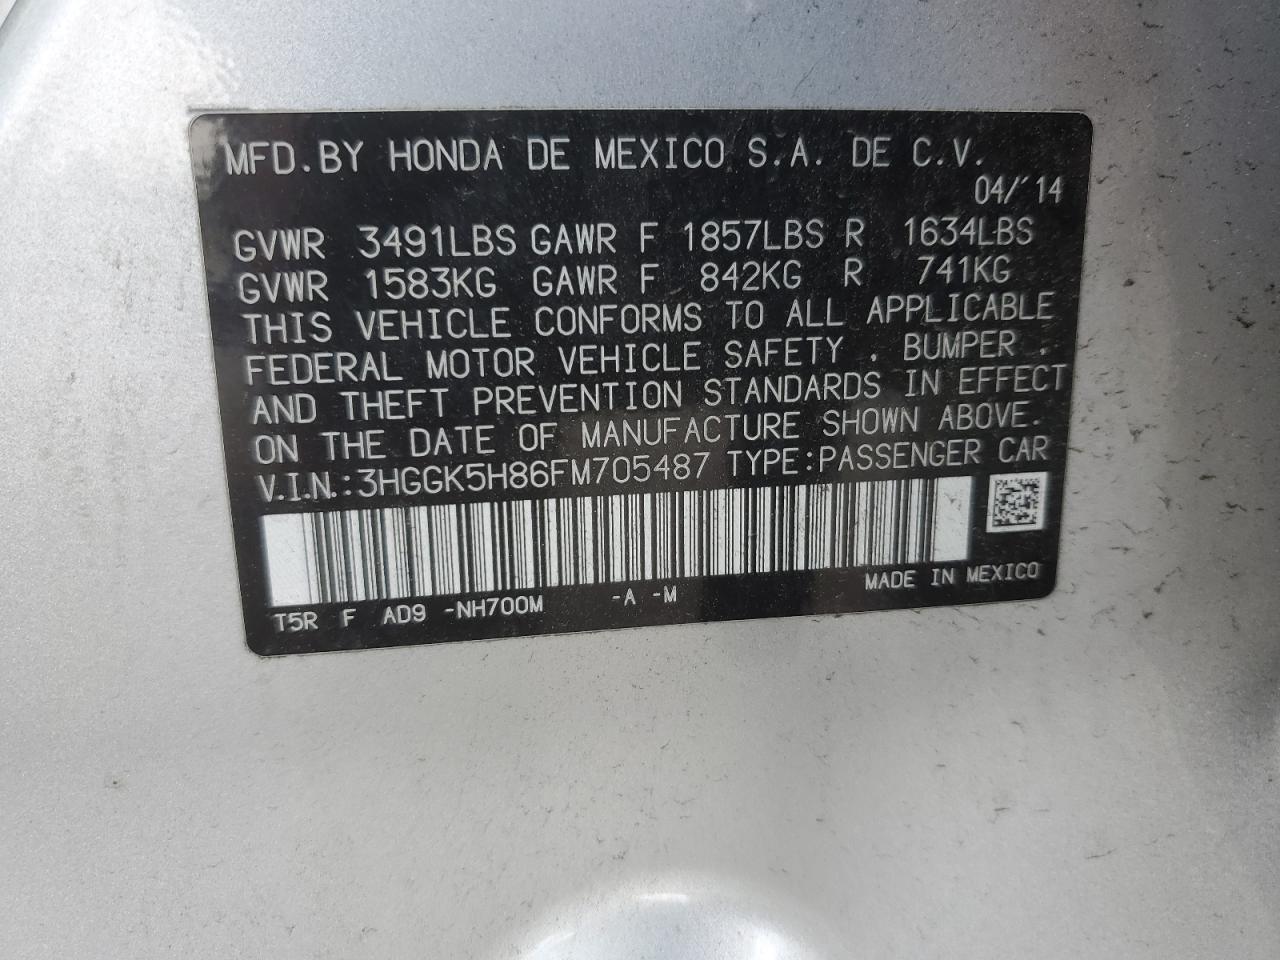 MFD.BY HONDA DE MEXICO S.A. DE C.V.
04/'14
GVWR 3491LBS GAWR F 1857LBS R 1634LBS
GVWR 1583KG GAWR F 842KG R 741KG
THIS VEHICLE CONFORMS TO ALL APPLICABLE
FEDERAL MOTOR VEHICLE SAFETY , BUMPER ,
AND THEFT PREVENTION STANDARDS IN EFFECT
ON THE DATE OF MANUFACTURE SHOWN ABOVE.
V.I.N.:3HGGK5H86FM705487 TYPE:PASSENGER CAR
T5R F AD9 -NH700M -A -M MADE IN MEXICO